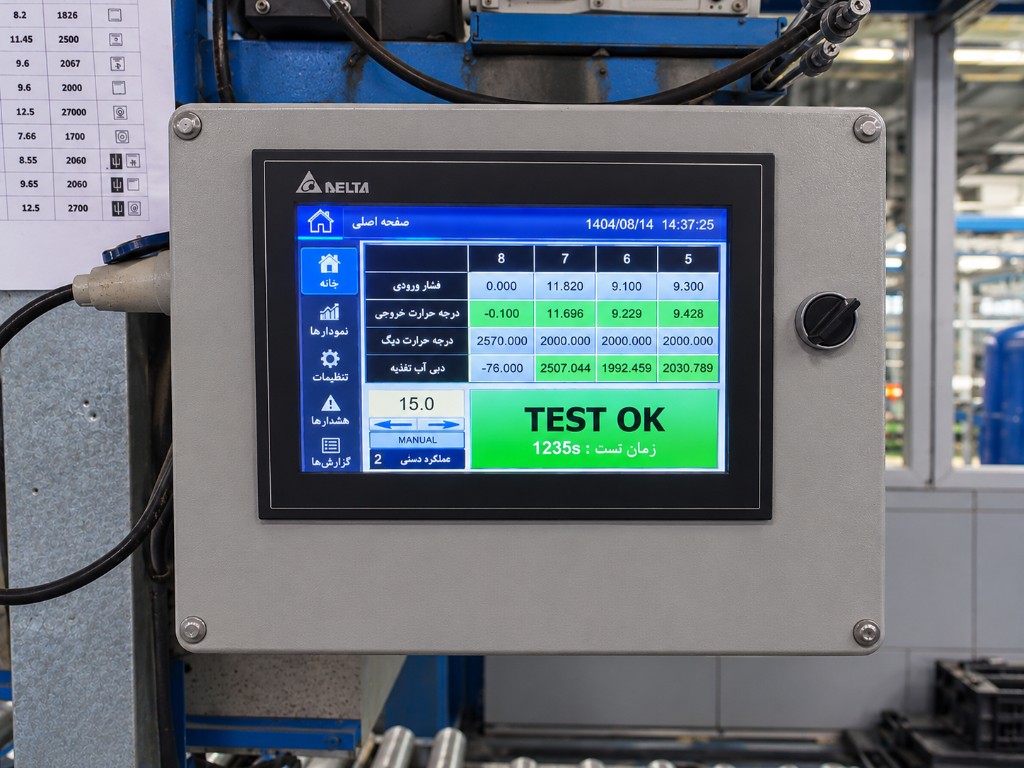 8.2 1826
11.45 2500
9.6 2067
9.6 2000
12.5 27000
7.66 1700
8.55 2060
9.65 2060
12.5 2700
DELTA
صفحه اصلی 1404/08/14 14:37:25
خانه
نمودارها
تنظیمات
هشدارها
گزارش‌ها
8 7 6 5
فشار ورودی 0.000 11.820 9.100 9.300
درجه حرارت خروجی -0.100 11.696 9.229 9.428
درجه حرارت دیگ 2570.000 2000.000 2000.000 2000.000
دبی آب تغذیه -76.000 2507.044 1992.459 2030.789
15.0
MANUAL
2 عملکرد دستی
TEST OK
زمان تست : 1235s